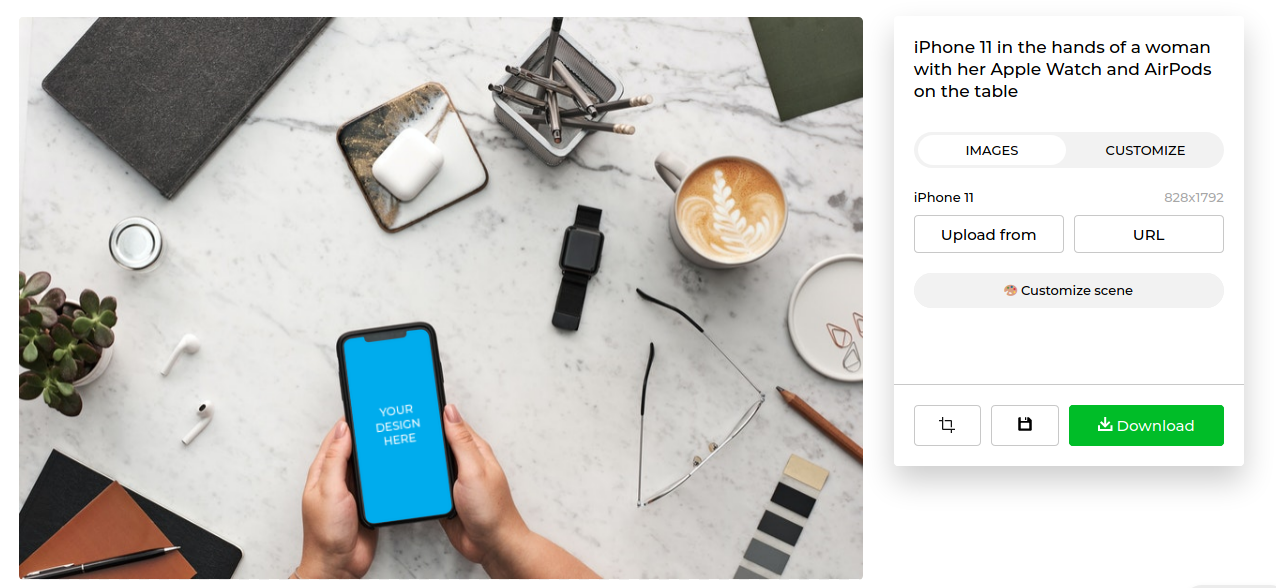 iPhone 11 in the hands of a woman
with her Apple Watch and AirPods
on the table
IMAGES CUSTOMIZE
iPhone 11 828x1792
Upload from URL
🎨 Customize scene
Download
YOUR
DESIGN
HERE